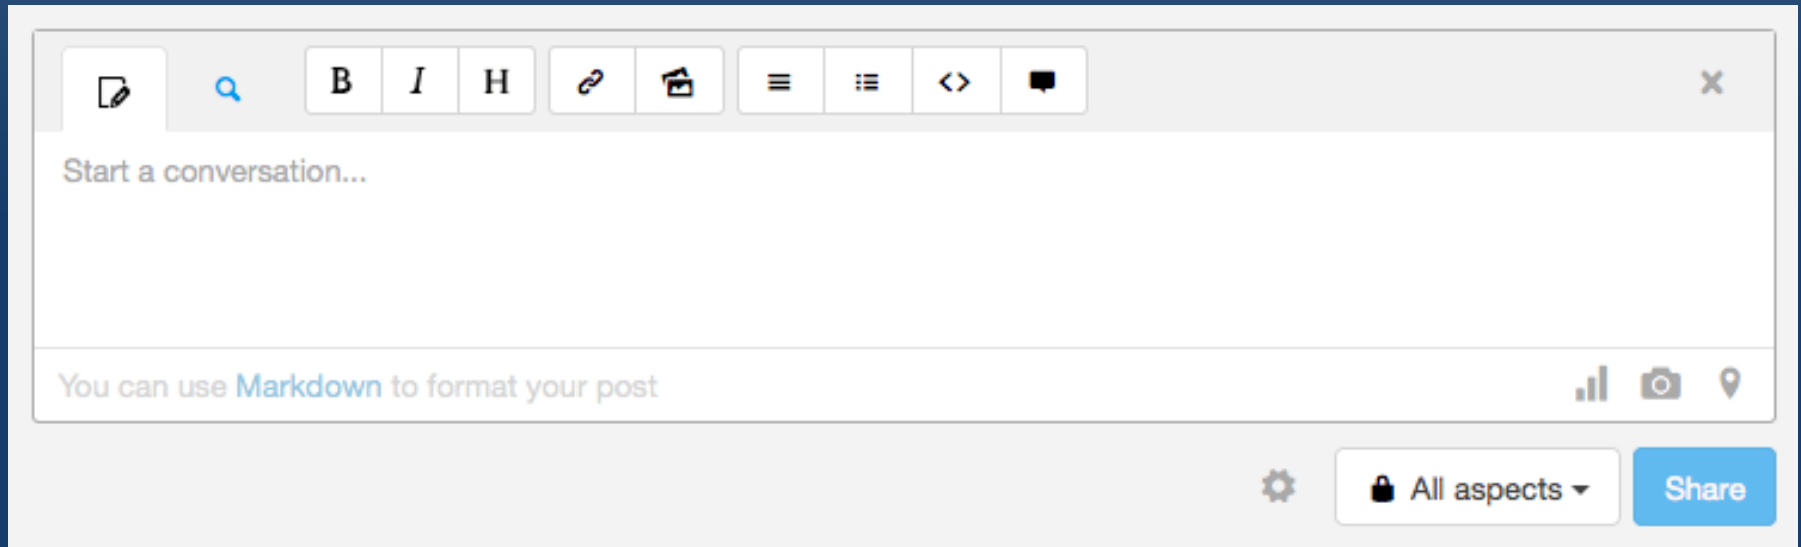 B I H
Start a conversation...
You can use Markdown to format your post
All aspects
Share